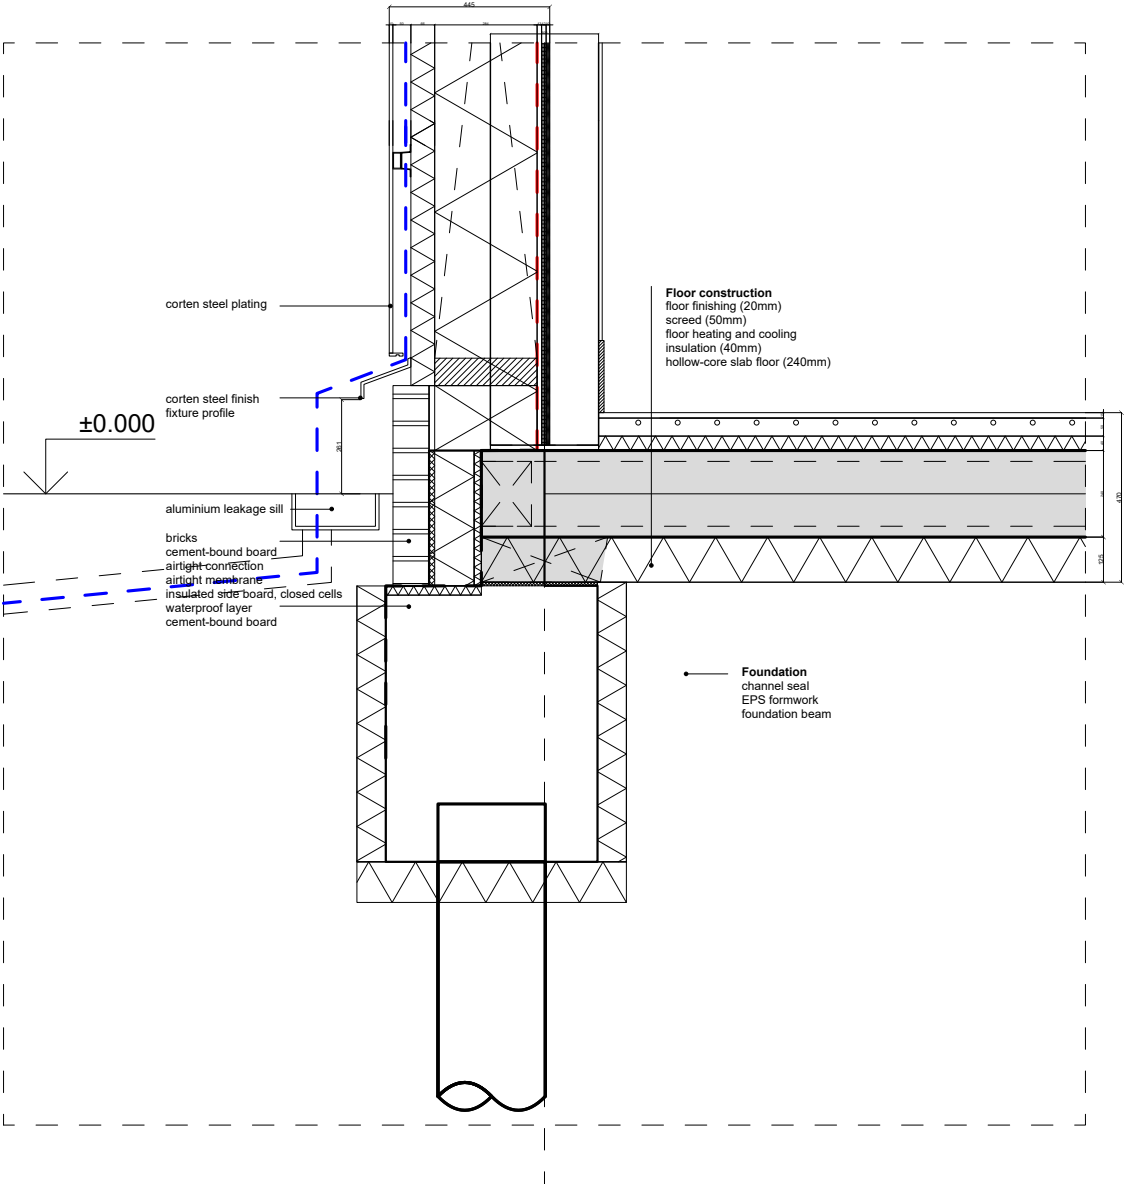 445
corten steel plating
Floor construction
floor finishing (20mm)
screed (50mm)
floor heating and cooling
insulation (40mm)
hollow-core slab floor (240mm)
corten steel finish
fixture profile
±0.000
261
470
aluminium leakage sill
bricks
cement-bound board
airtight connection
airtight membrane
insulated side board, closed cells
waterproof layer
cement-bound board
125
Foundation
channel seal
EPS formwork
foundation beam